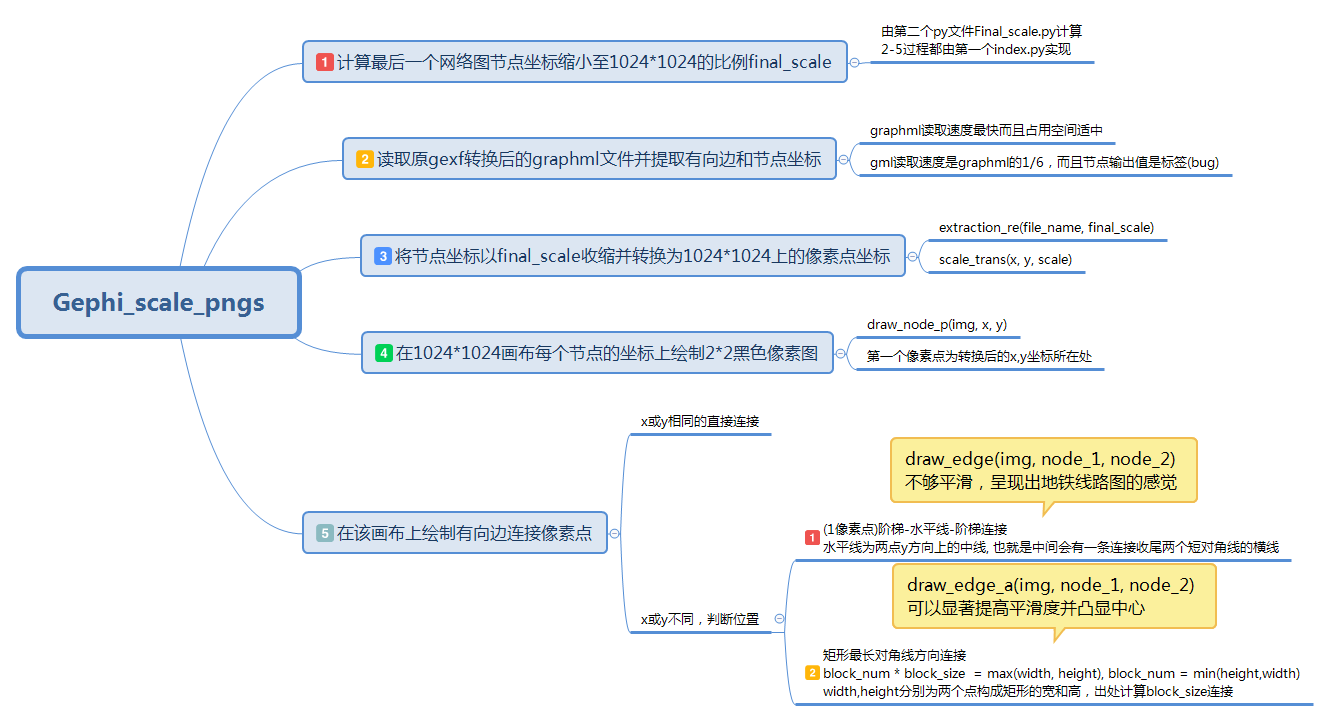 Gephi_scale_pngs
1 计算最后一个网络图节点坐标缩小至1024*1024的比例final_scale
由第二个py文件Final_scale.py计算
2-5过程都由第一个index.py实现
2 读取原gexf转换后的graphml文件并提取有向边和节点坐标
graphml读取速度最快而且占用空间适中
gml读取速度是graphml的1/6，而且节点输出值是标签(bug)
3 将节点坐标以final_scale收缩并转换为1024*1024上的像素点坐标
extraction_re(file_name, final_scale)
scale_trans(x, y, scale)
4 在1024*1024画布每个节点的坐标上绘制2*2黑色像素图
draw_node_p(img, x, y)
第一个像素点为转换后的x,y坐标所在处
5 在该画布上绘制有向边连接像素点
x或y相同的直接连接
x或y不同，判断位置
draw_edge(img, node_1, node_2)
不够平滑，呈现出地铁线路图的感觉
1 (1像素点)阶梯-水平线-阶梯连接
水平线为两点y方向上的中线, 也就是中间会有一条连接收尾两个短对角线的横线
draw_edge_a(img, node_1, node_2)
可以显著提高平滑度并凸显中心
2 矩形最长对角线方向连接
block_num * block_size = max(width, height), block_num = min(height,width)
width,height分别为两个点构成矩形的宽和高，出处计算block_size连接